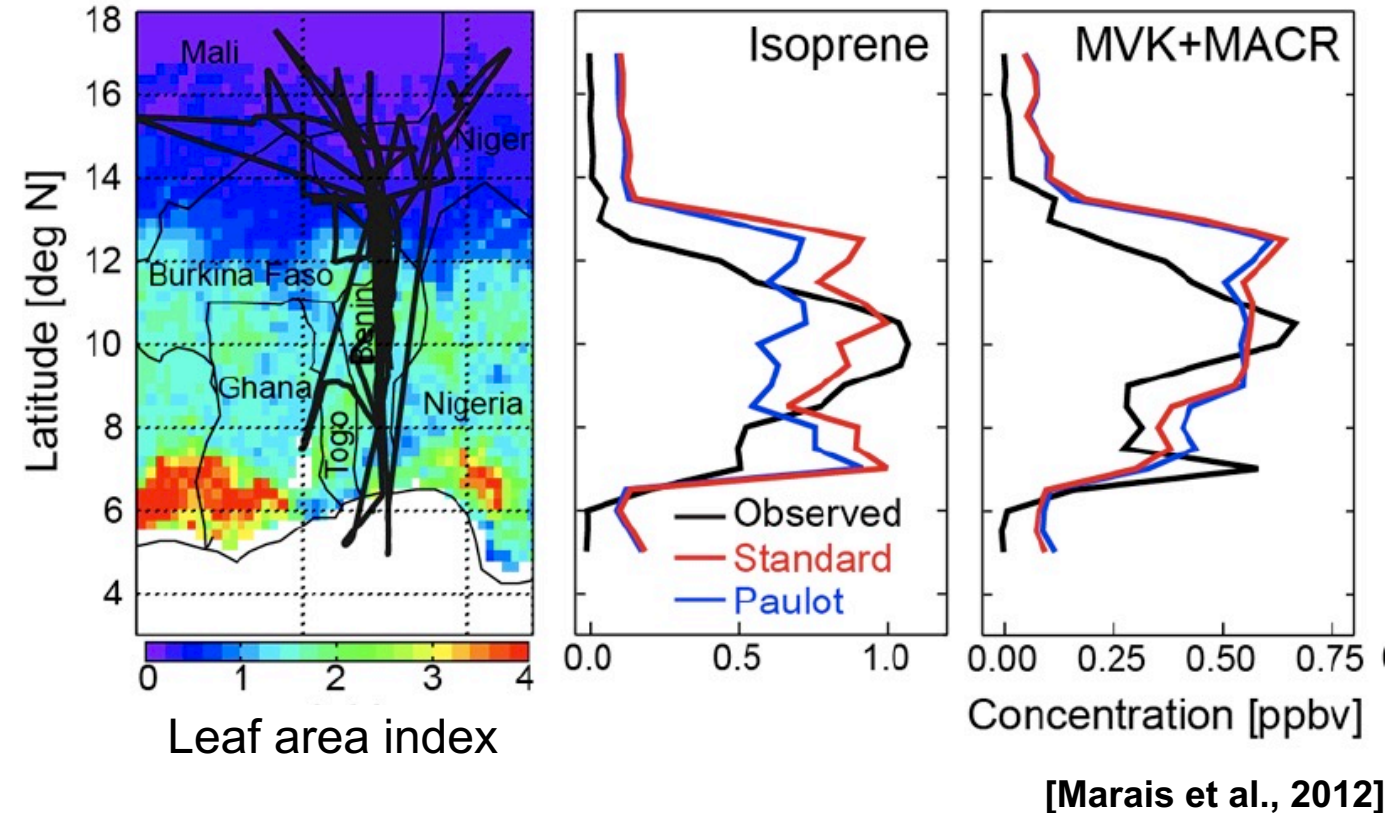 Latitude [deg N]
18
16
14
12
10
8
6
4
Mali
Niger
Burkina Faso
Benin
Ghana
Togo
Nigeria
0 1 2 3 4
Leaf area index
Isoprene
Observed
Standard
Paulot
0.0 0.5 1.0
MVK+MACR
0.00 0.25 0.50 0.75
Concentration [ppbv]
[Marais et al., 2012]